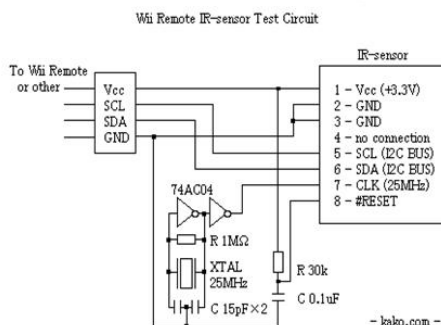 Wii Remote IR-sensor Test Circuit
IR-sensor
To Wii Remote
or other
Vcc
SCL
SDA
GND
1 - Vcc (+3.3V)
2 - GND
3 - GND
4 - no connection
5 - SCL (I2C BUS)
6 - SDA (I2C BUS)
7 - CLK (25MHz)
8 - #RESET
74AC04
R 1MΩ
XTAL
25MHz
C 15pF×2
R 30k
C 0.1uF
- kako.com -